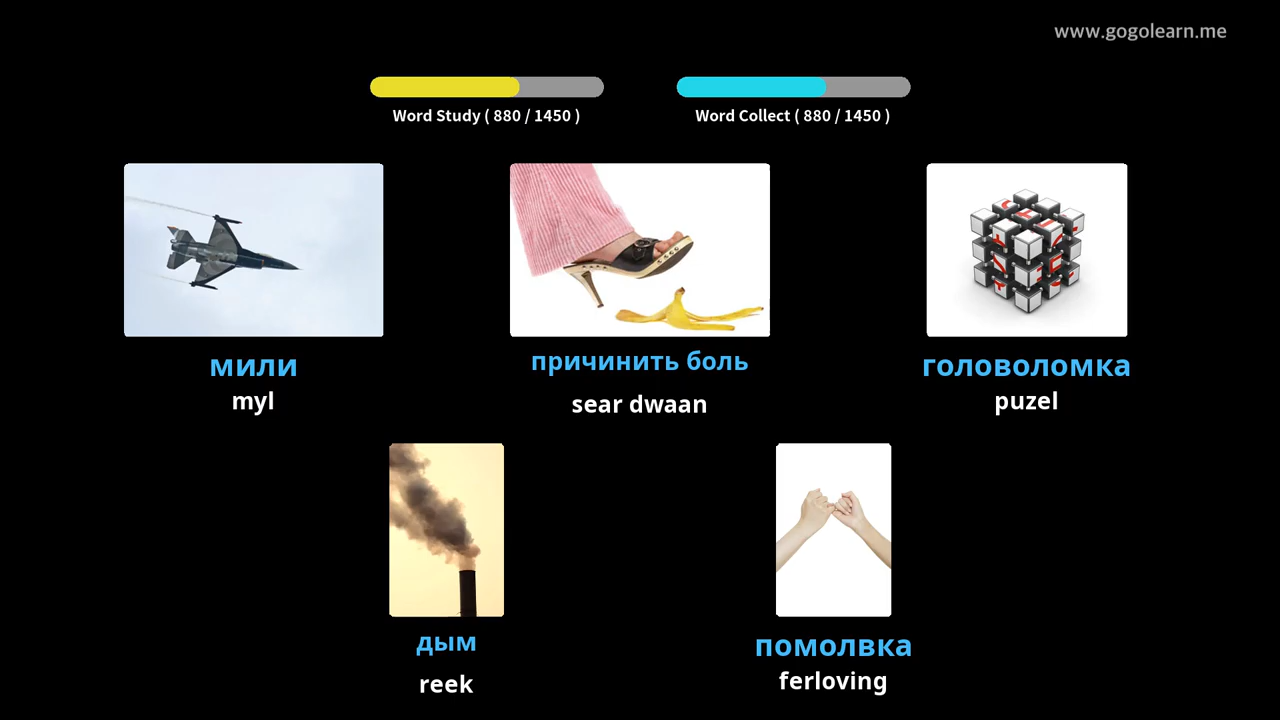 www.gogolearn.me
Word Study ( 880 / 1450 )
Word Collect ( 880 / 1450 )
мили
myl
причинить боль
sear dwaan
головоломка
puzel
дым
reek
помолвка
ferloving